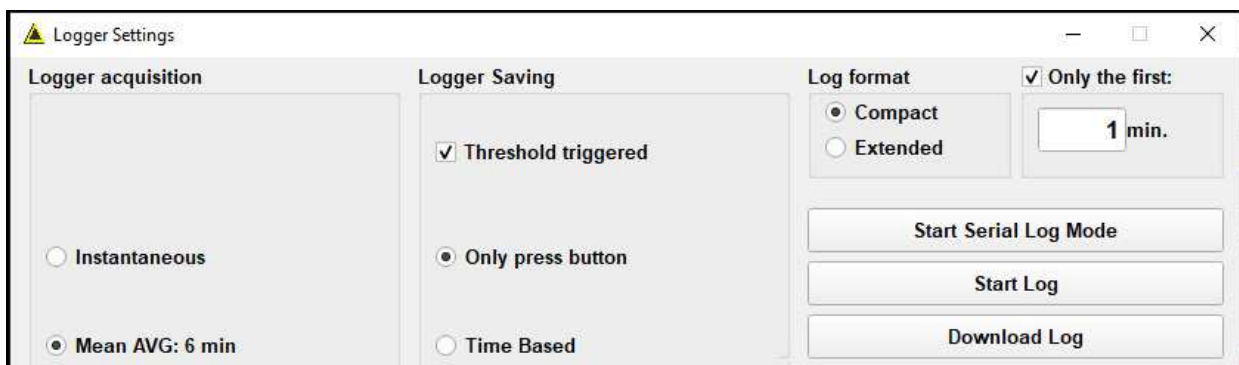 Logger Settings
Logger acquisition
Instantaneous
Mean AVG: 6 min
Logger Saving
Threshold triggered
Only press button
Time Based
Log format
Compact
Extended
Only the first:
1 min.
Start Serial Log Mode
Start Log
Download Log